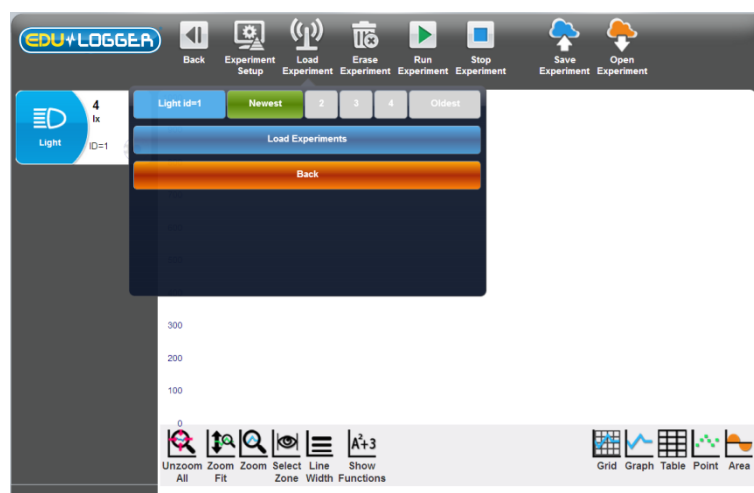 EDU LOGGER
Back
Experiment Setup
Load Experiment
Erase Experiment
Run Experiment
Stop Experiment
Save Experiment
Open Experiment
4
lx
Light
ID=1
Light id=1
Newest
2
3
4
Oldest
Load Experiments
Back
300
200
100
0
A²+3
Unzoom All
Zoom Fit
Zoom
Select Zone
Line Width
Show Functions
Grid
Graph
Table
Point
Area